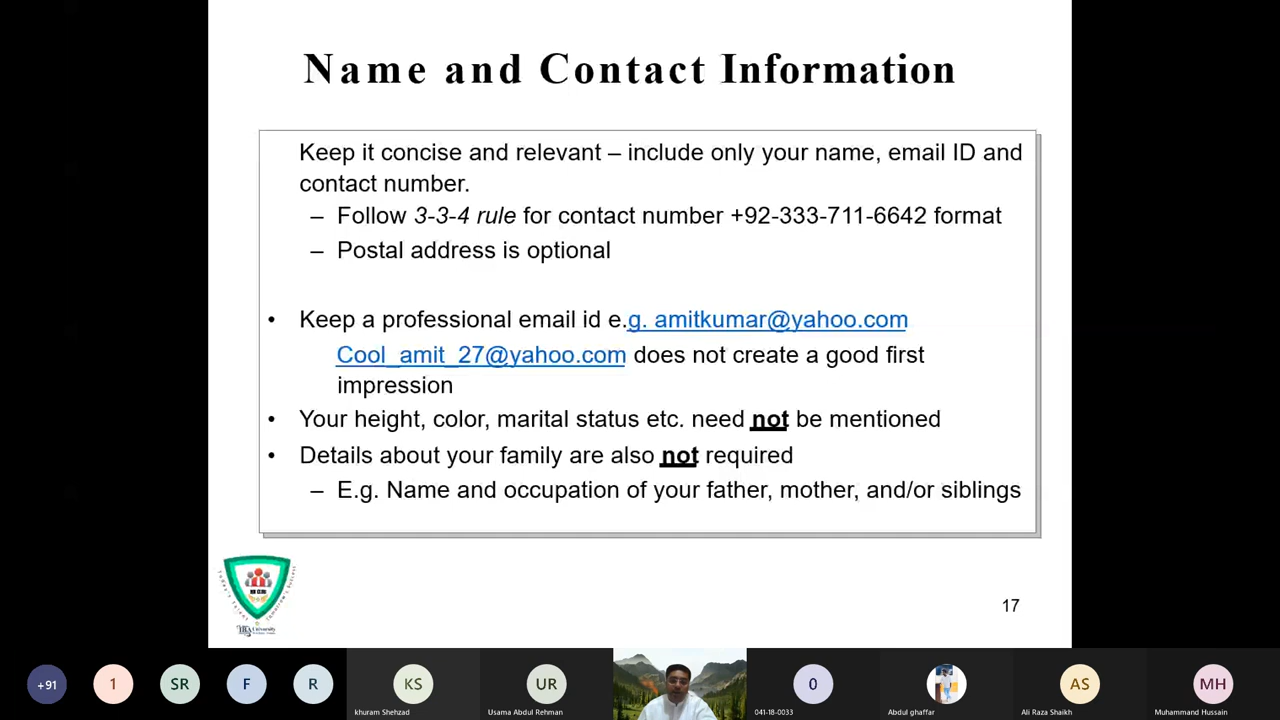 Name and Contact Information
Keep it concise and relevant – include only your name, email ID and
contact number.
– Follow 3-3-4 rule for contact number +92-333-711-6642 format
– Postal address is optional
• Keep a professional email id e.g. amitkumar@yahoo.com
Cool_amit_27@yahoo.com does not create a good first
impression
• Your height, color, marital status etc. need not be mentioned
• Details about your family are also not required
– E.g. Name and occupation of your father, mother, and/or siblings
17
+91
1
SR
F
R
KS
khuram Shehzad
UR
Usama Abdul Rehman
0
041-18-0033
Abdul ghaffar
AS
Ali Raza Shaikh
MH
Muhammand Hussain